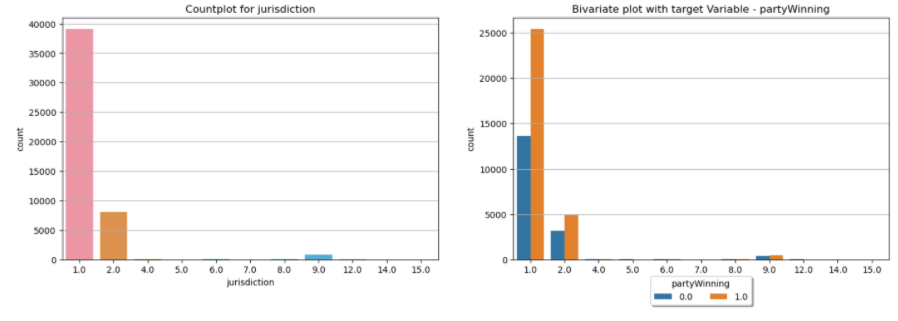 Countplot for jurisdiction
40000
35000
30000
25000
20000
15000
10000
5000
0
count
1.0 2.0 4.0 5.0 6.0 7.0 8.0 9.0 12.0 14.0 15.0
jurisdiction
Bivariate plot with target Variable - partyWinning
25000
20000
15000
10000
5000
0
count
1.0 2.0 4.0 5.0 6.0 7.0 8.0 9.0 12.0 14.0 15.0
partyWinning
0.0 1.0